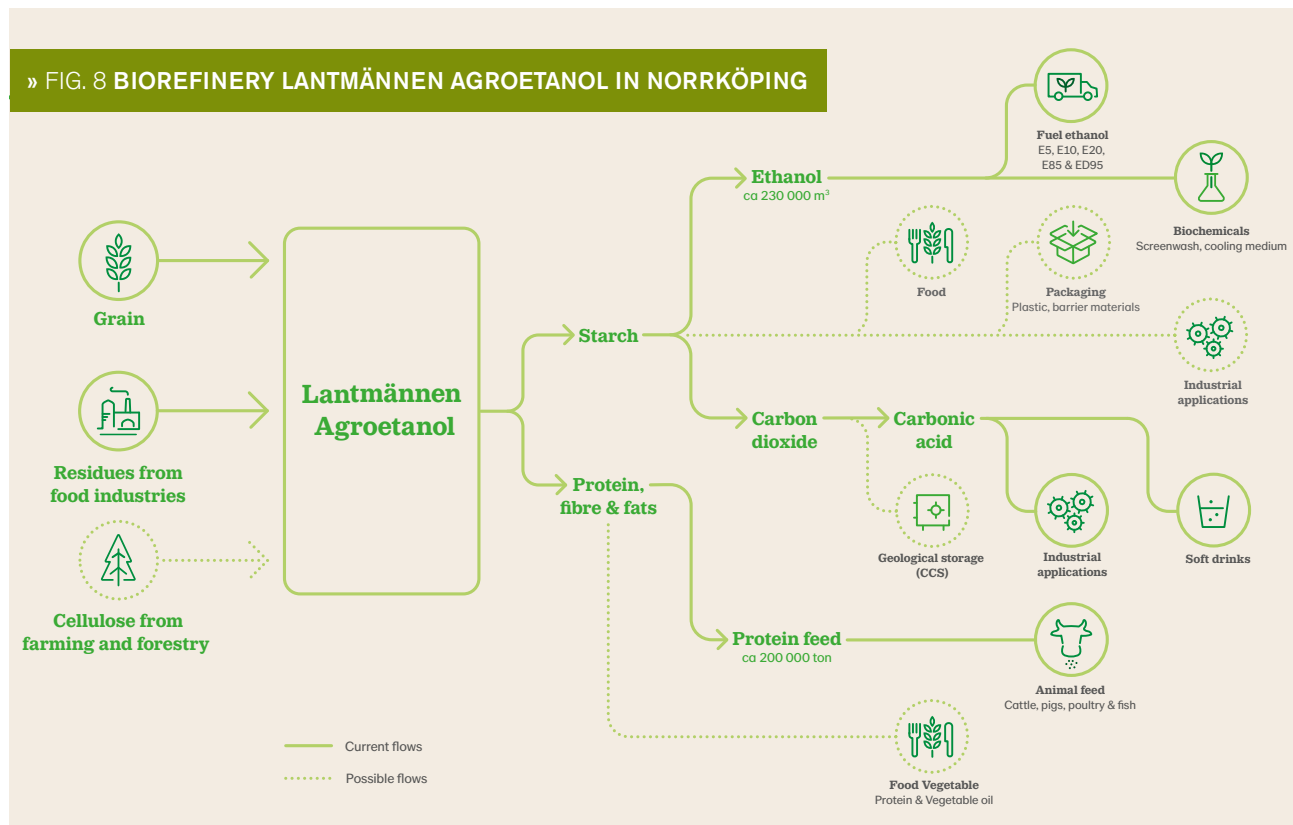 » FIG. 8 BIOREFINERY LANTMÄNNEN AGROETANOL IN NORRKÖPING
Fuel ethanol
E5, E10, E20,
E85 & ED95
Ethanol
ca 230 000 m³
Biochemicals
Screenwash, cooling medium
Grain
Food
Packaging
Plastic, barrier materials
Starch
Industrial
applications
Lantmännen
Agroetanol
Carbon
dioxide
Carbonic
acid
Residues from
food industries
Protein,
fibre & fats
Geological storage
(CCS)
Industrial
applications
Soft drinks
Cellulose from
farming and forestry
Protein feed
ca 200 000 ton
Animal feed
Cattle, pigs, poultry & fish
Current flows
Possible flows
Food Vegetable
Protein & Vegetable oil